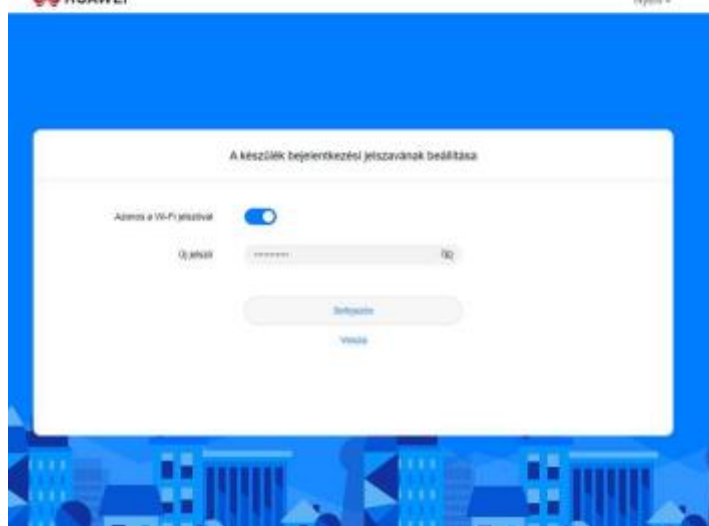 HUAWEI
A készülék bejelentkezési jelszavának beállítása
Azonos a Wi-Fi jelszóval
Új jelszó
Befejezés
Vissza